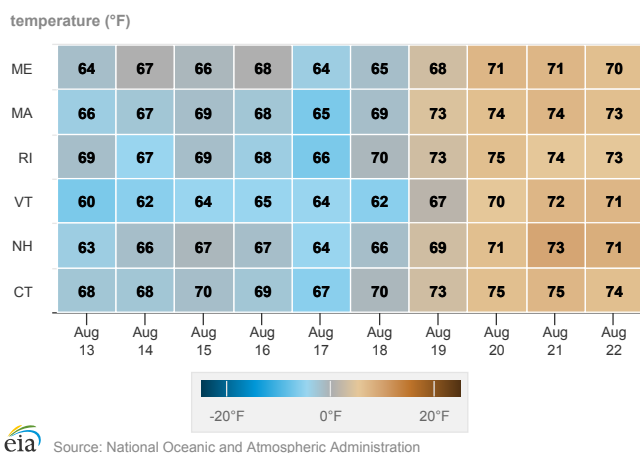 temperature (°F)
ME 64 67 66 68 64 65 68 71 71 70
MA 66 67 69 68 65 69 73 74 74 73
RI 69 67 69 68 66 70 73 75 74 73
VT 60 62 64 65 64 62 67 70 72 71
NH 63 66 67 67 64 66 69 71 73 71
CT 68 68 70 69 67 70 73 75 75 74
Aug Aug Aug Aug Aug Aug Aug Aug Aug Aug
13 14 15 16 17 18 19 20 21 22
-20°F 0°F 20°F
eia Source: National Oceanic and Atmospheric Administration